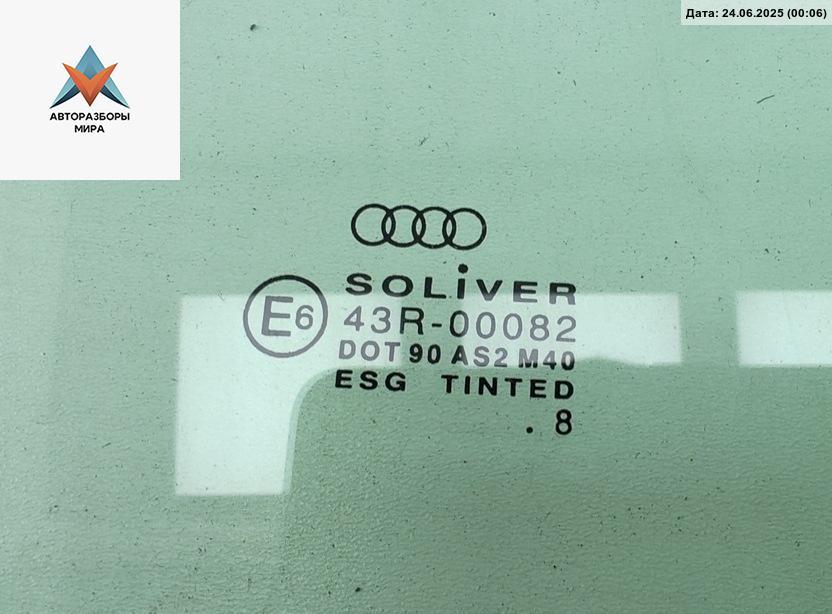 Дата: 24.06.2025 (00:06)
АВТОРАЗБОРЫ
МИРА
SOLiVER
E6
43R-00082
DOT 90 AS2 M40
ESG TINTED
. 8